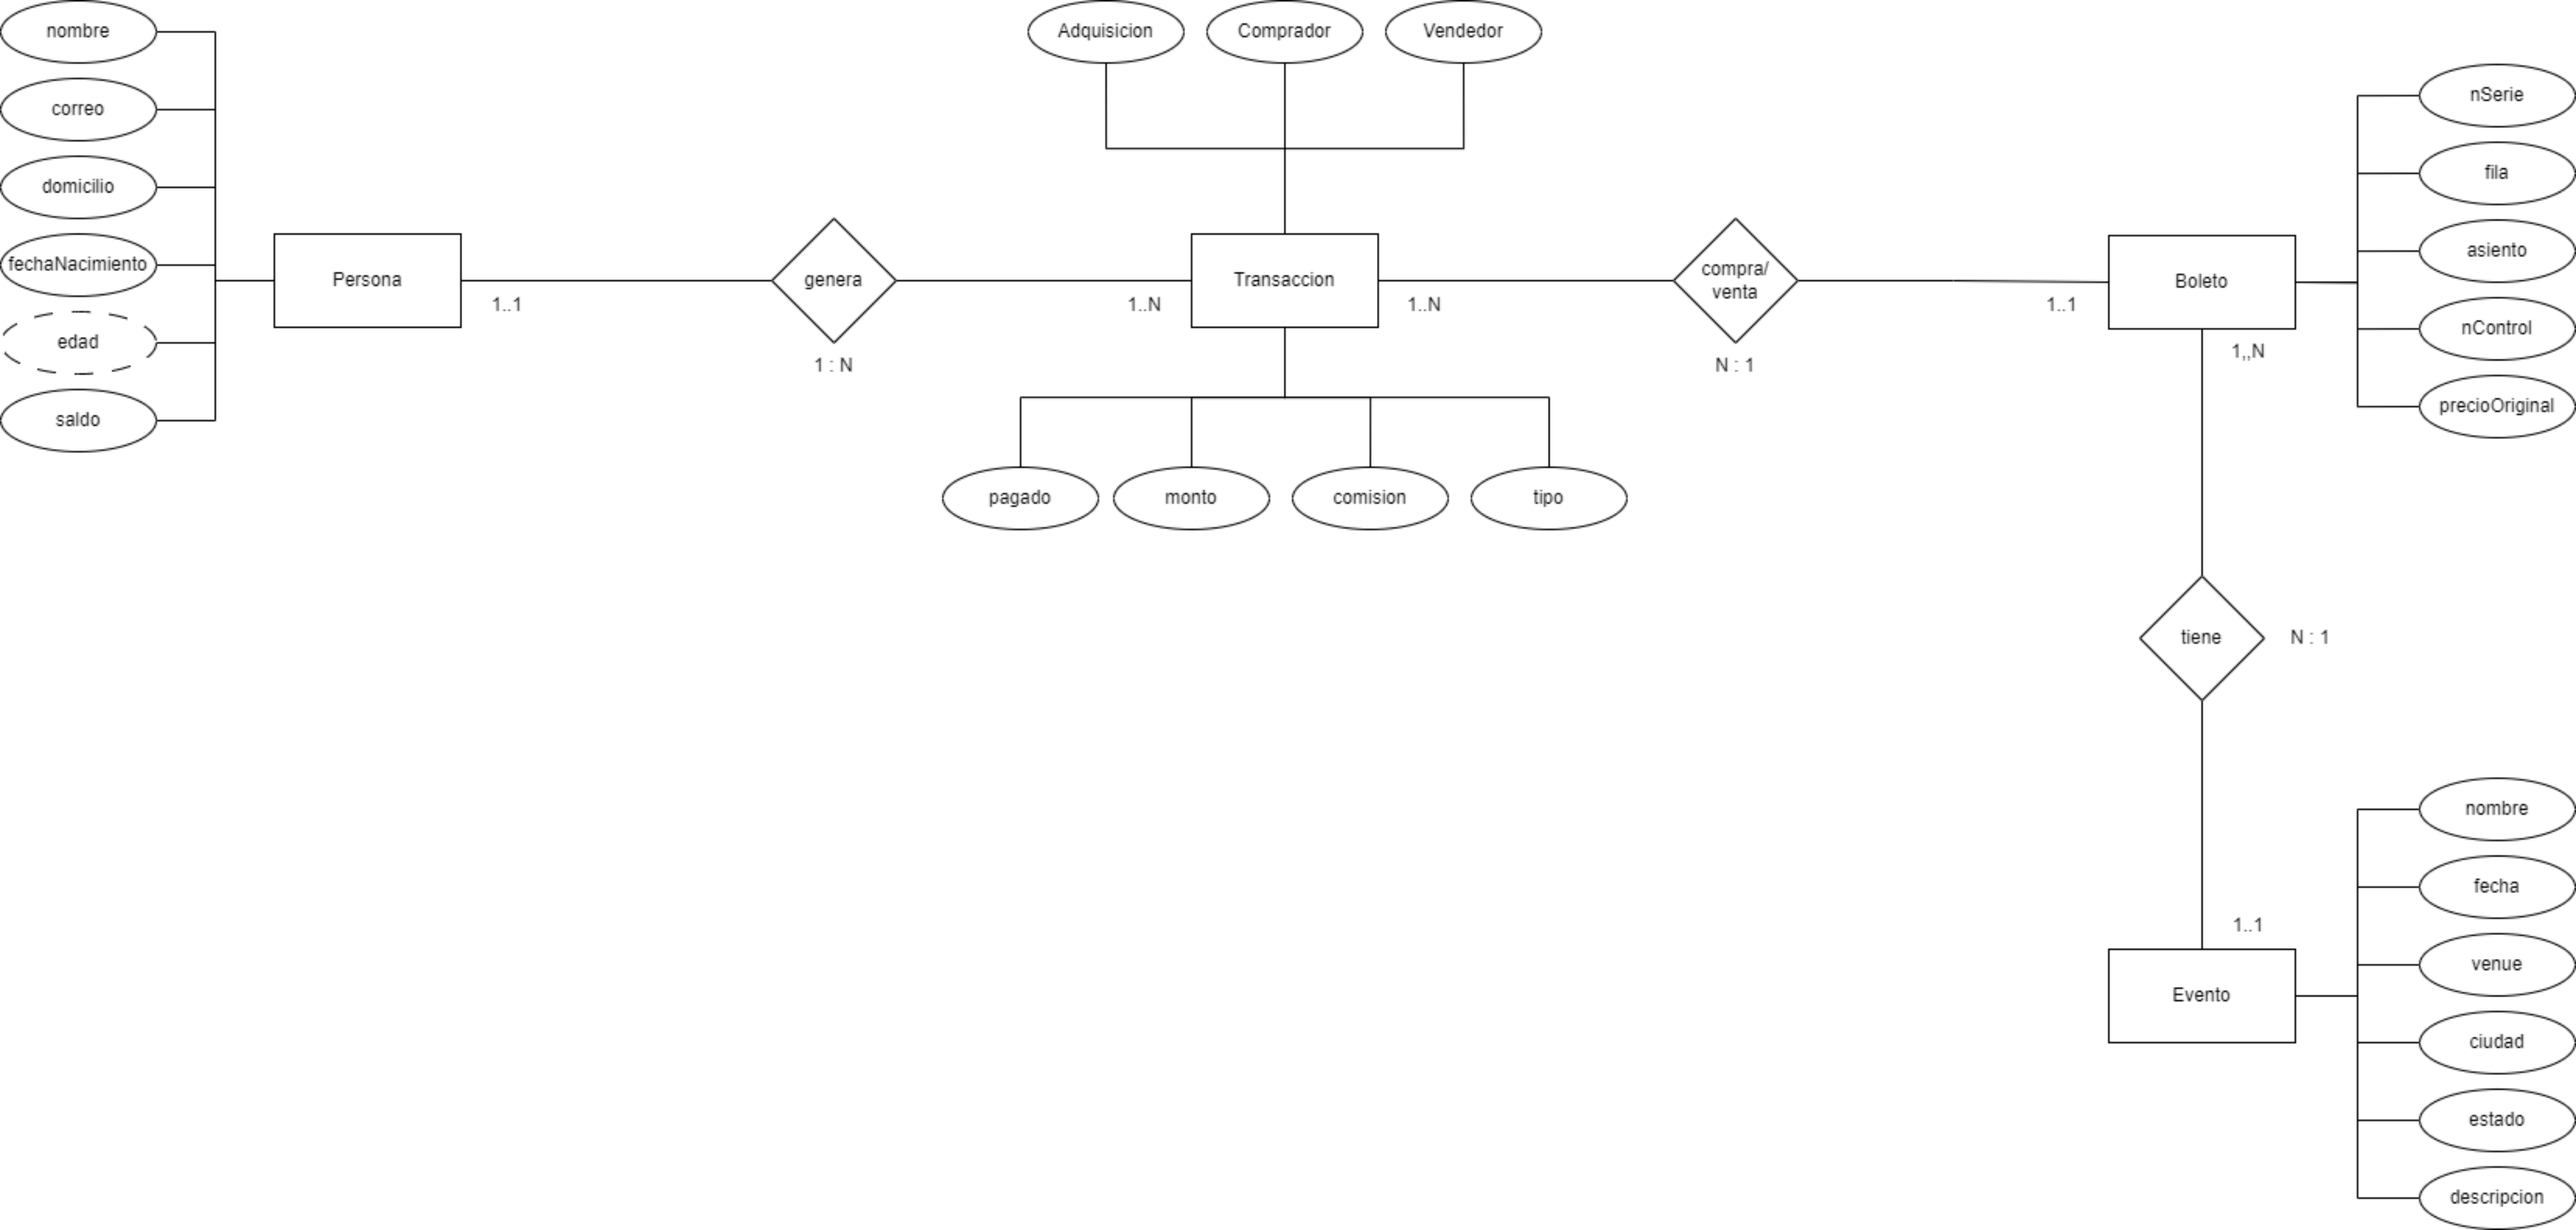 nombre
correo
domicilio
fechaNacimiento
edad
saldo
Persona
1..1
genera
1 : N
1..N
Adquisicion
Comprador
Vendedor
Transaccion
pagado
monto
comision
tipo
1..N
compra/
venta
N : 1
1..1
Boleto
1,,N
nSerie
fila
asiento
nControl
precioOriginal
tiene
N : 1
1..1
Evento
nombre
fecha
venue
ciudad
estado
descripcion